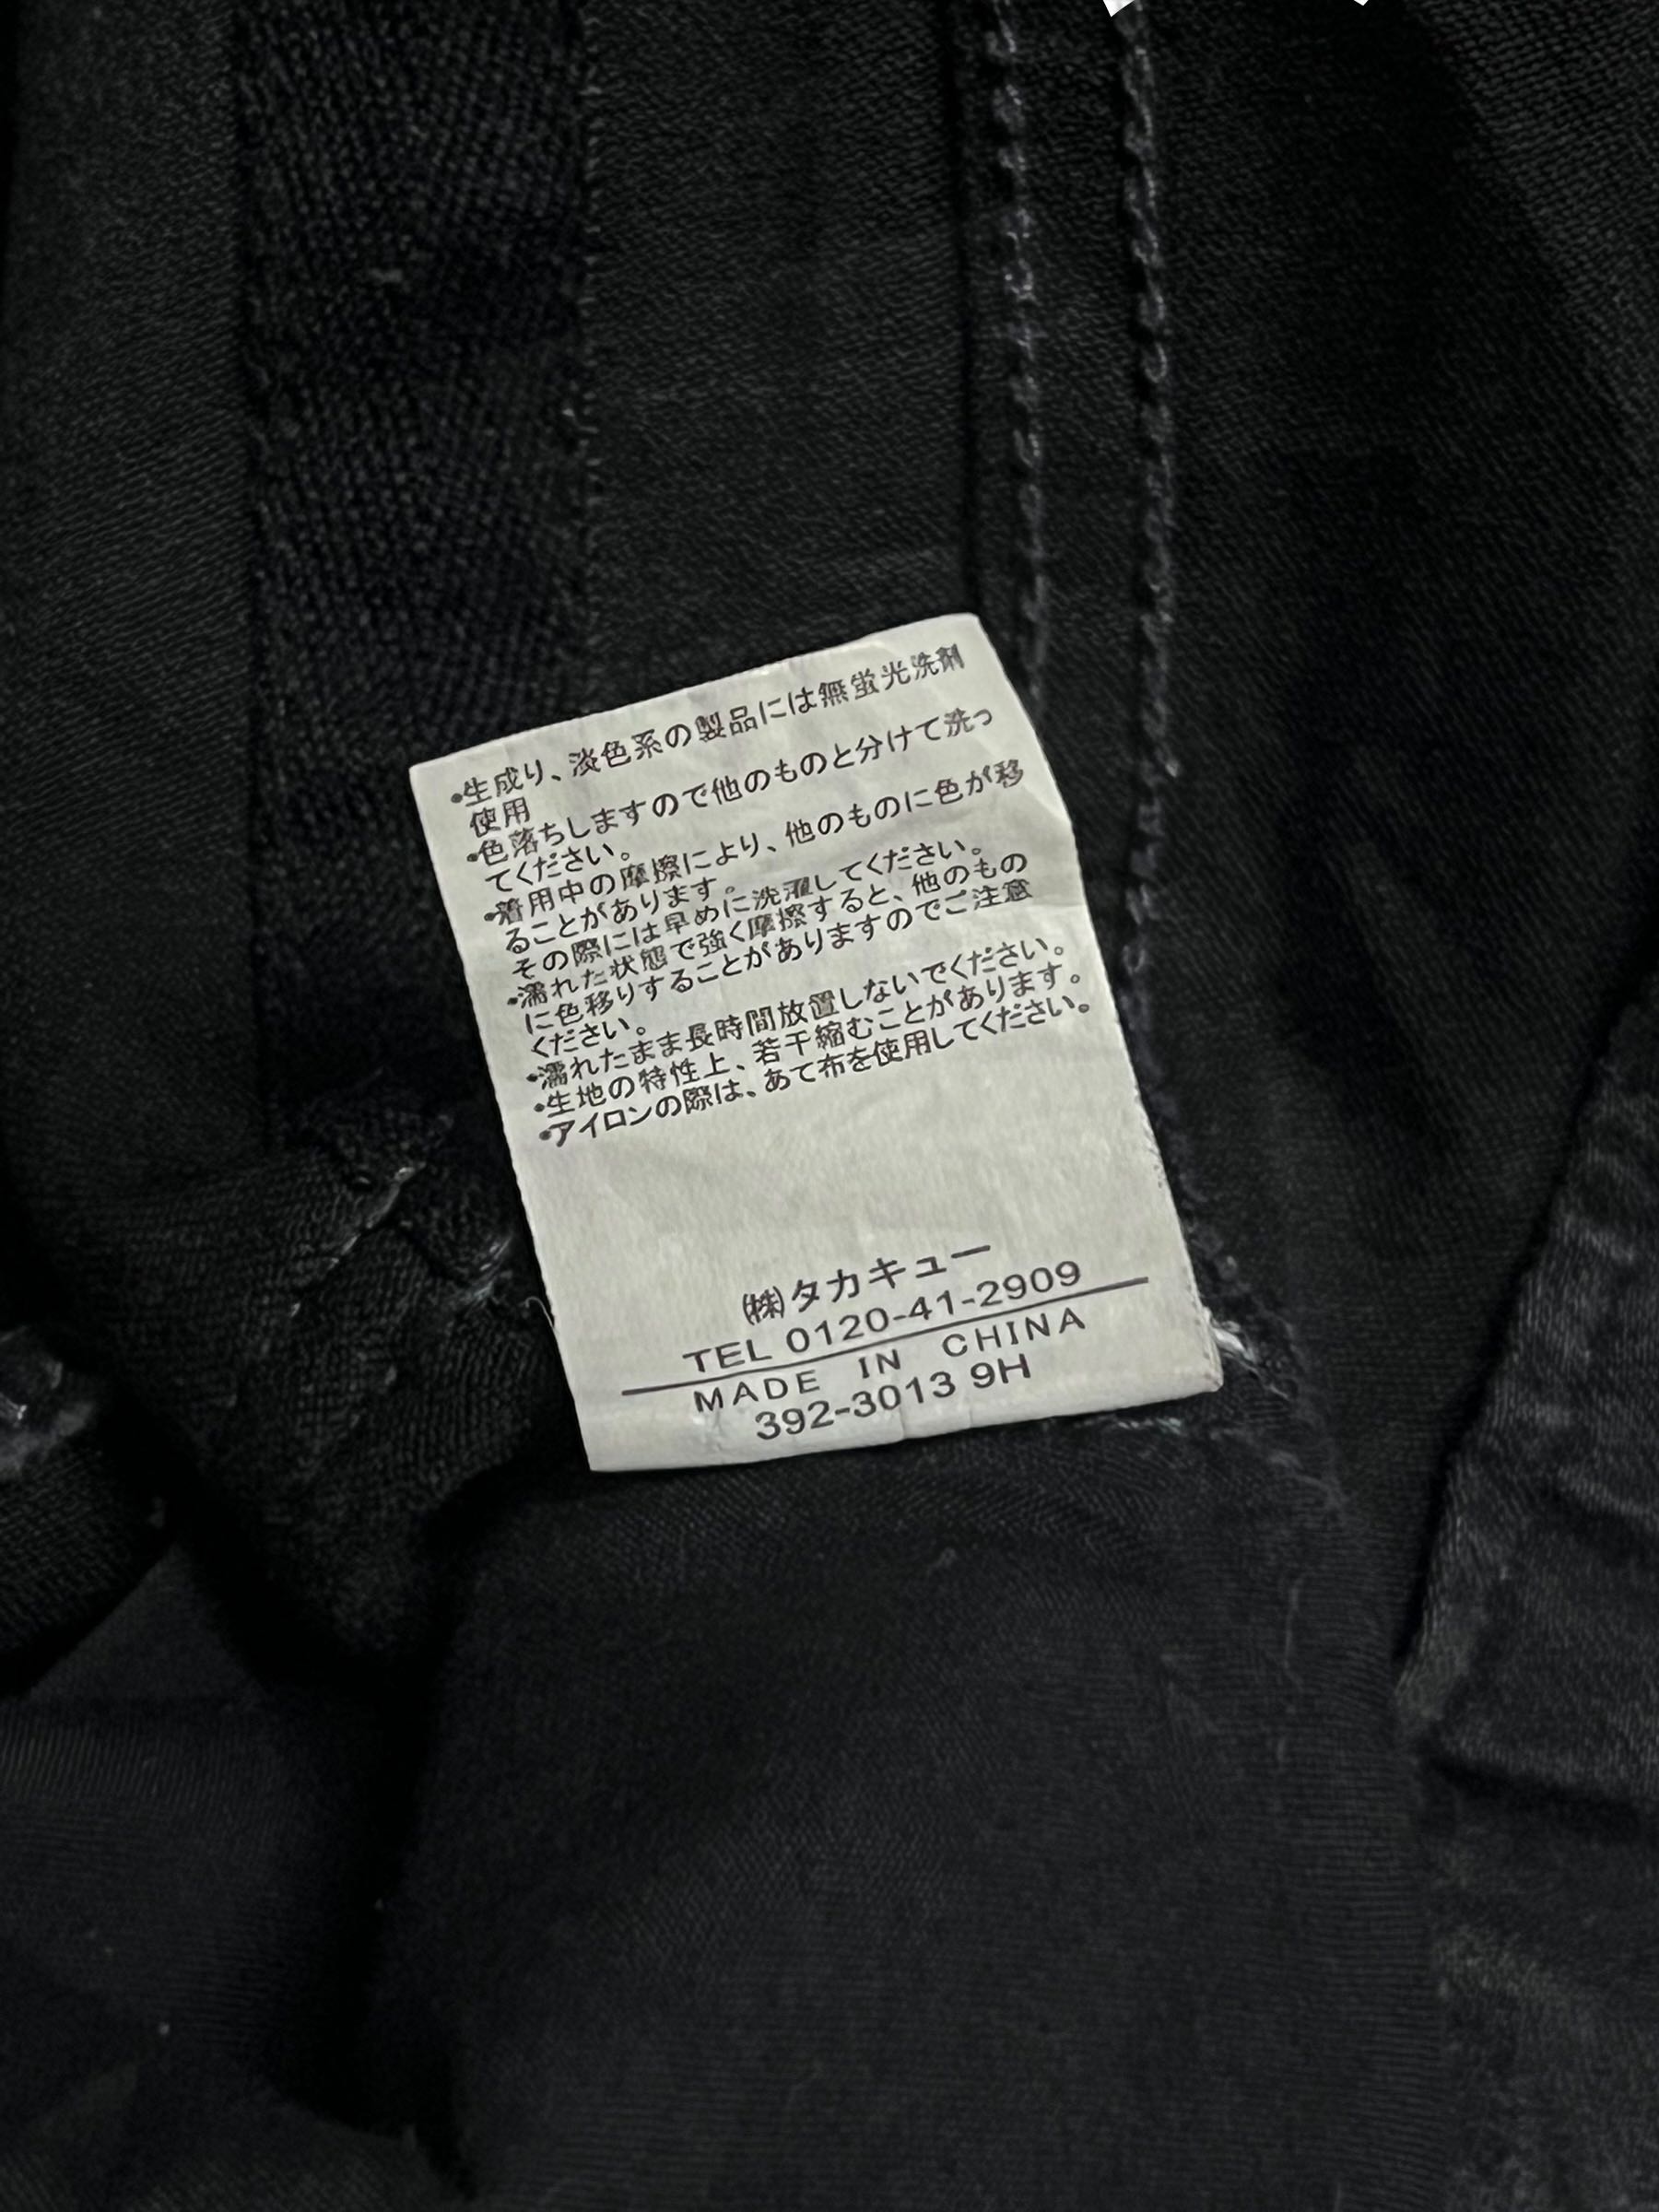 •生成り、淡色系の製品には無蛍光洗剤
使用
•色落ちしますので他のものと分けて洗っ
てください。
•着用中の摩擦により、他のものに色が移
ることがあります。
その際には早めに洗濯してください。
•濡れた状態で強く摩擦すると、他のもの
に色移りすることがありますのでご注意
ください。
•濡れたまま長時間放置しないでください。
•生地の特性上、若干縮むことがあります。
•アイロンの際は、あて布を使用してください。
㈱タカキュー
TEL 0120-41-2909
MADE IN CHINA
392-3013 9H